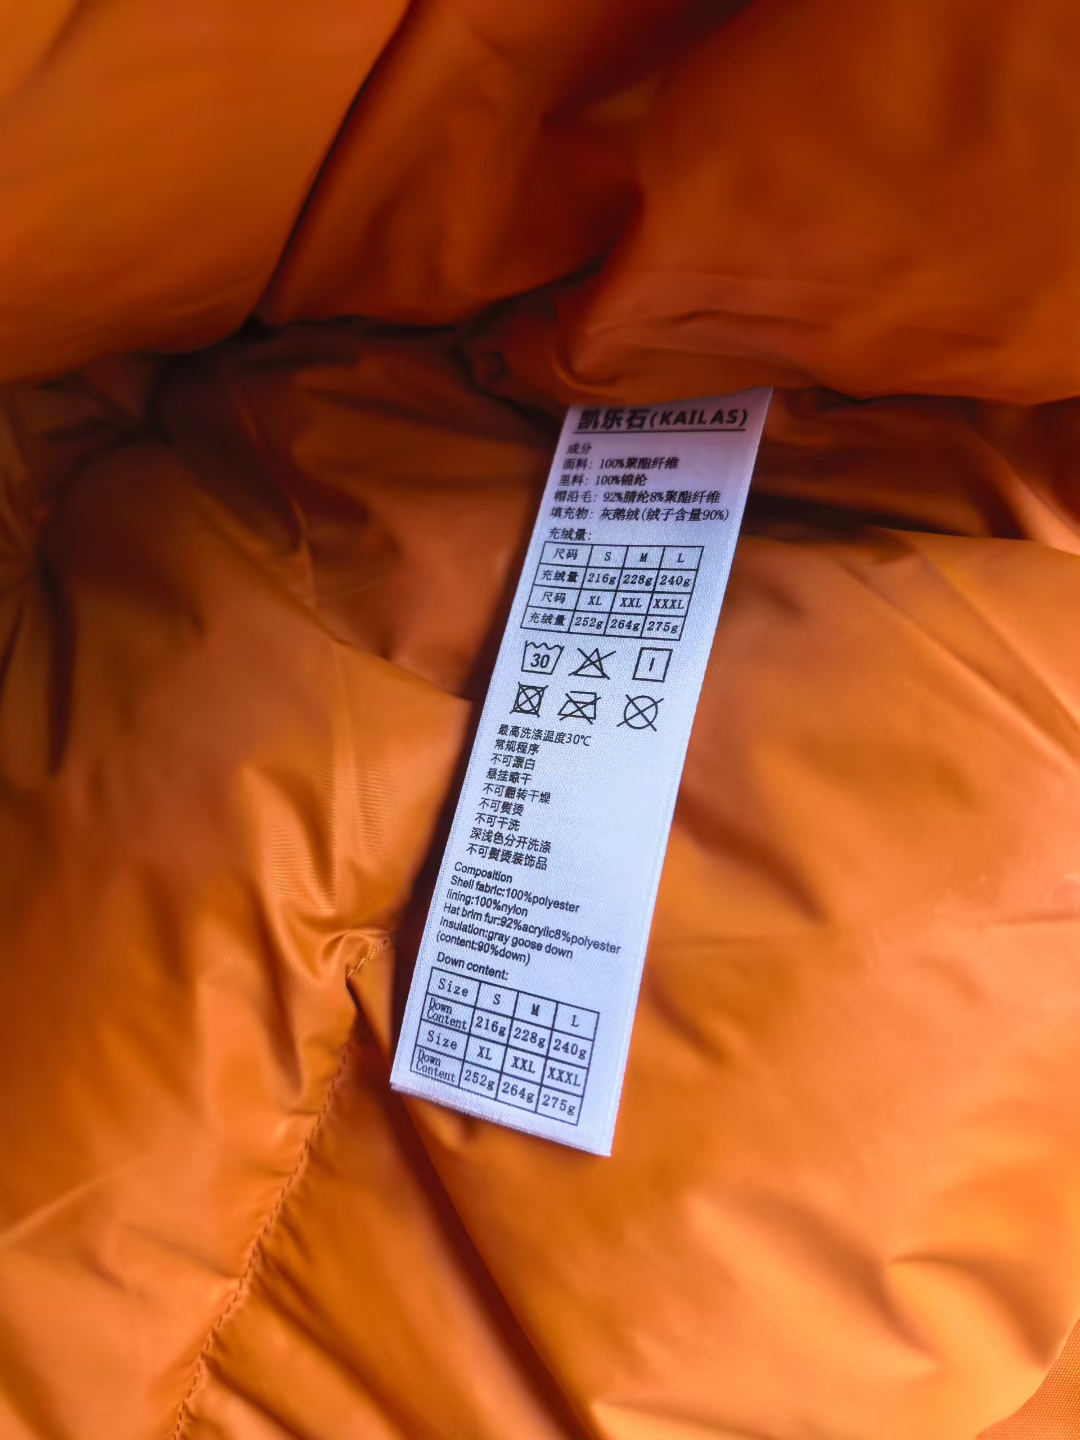 凯乐石(KAILAS)
成分
面料: 100%聚酯纤维
里料: 100%锦纶
帽沿毛: 92%腈纶8%聚酯纤维
填充物: 灰鹅绒(绒子含量90%)
充绒量:
尺码 S M L
充绒量 216g 228g 240g
尺码 XL XXL XXXL
充绒量 252g 264g 275g
30
最高洗涤温度30℃
常规程序
不可漂白
悬挂晾干
不可翻转干燥
不可熨烫
不可干洗
深浅色分开洗涤
不可熨烫装饰品
Composition
Shell fabric:100%polyester
lining:100%nylon
Hat brim fur:92%acrylic8%polyester
Insulation:gray goose down
(content:90%down)
Down content:
Size S M L
Down Content 216g 228g 240g
Size XL XXL XXXL
Down Content 252g 264g 275g